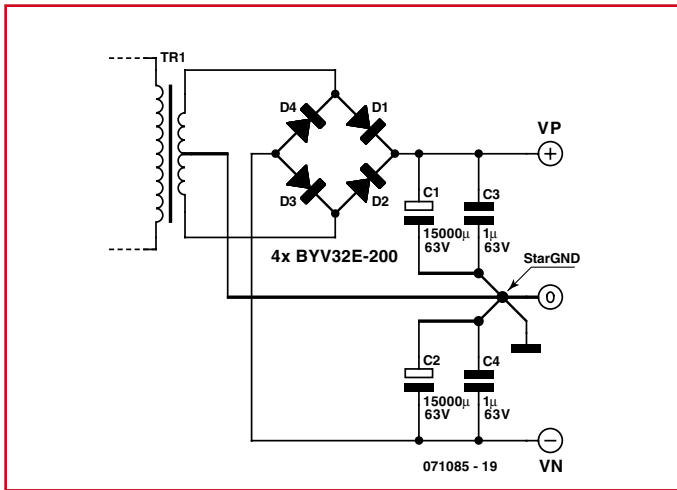 TR1
D4
D1
D3
D2
4x BYV32E-200
VP
+
C1
15000µ
63V
C3
1µ
63V
StarGND
0
C2
15000µ
63V
C4
1µ
63V
−
VN
071085 - 19